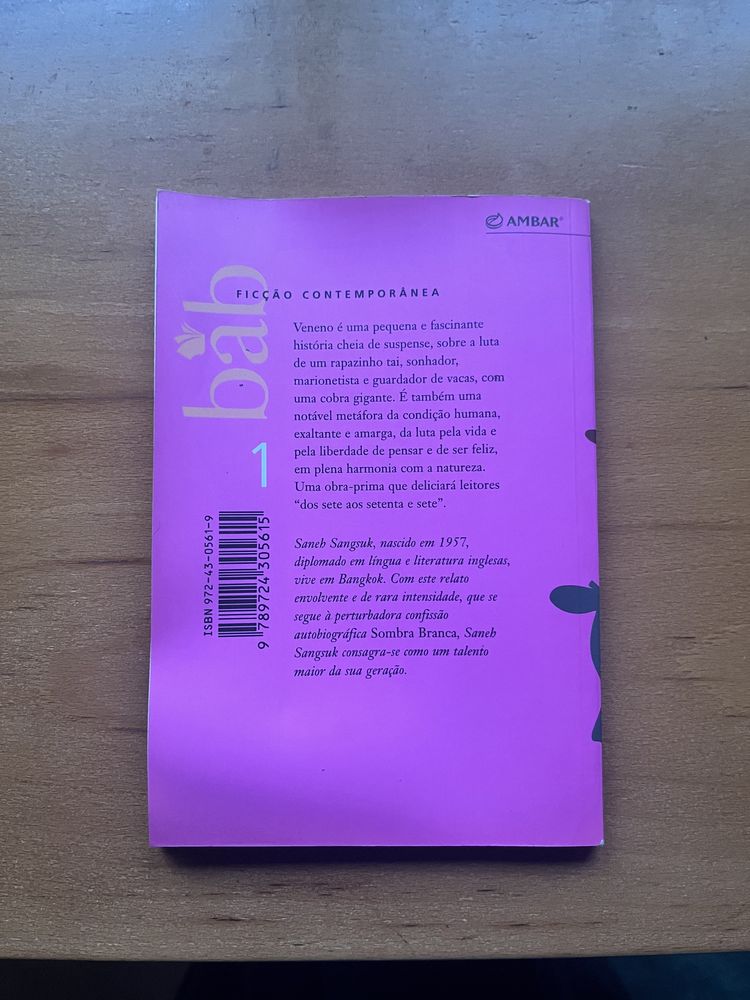 AMBAR®
FICÇÃO CONTEMPORÂNEA
bab
1
Veneno é uma pequena e fascinante
história cheia de suspense, sobre a luta
de um rapazinho tai, sonhador,
marionetista e guardador de vacas, com
uma cobra gigante. É também uma
notável metáfora da condição humana,
exaltante e amarga, da luta pela vida e
pela liberdade de pensar e de ser feliz,
em plena harmonia com a natureza.
Uma obra-prima que deliciará leitores
“dos sete aos setenta e sete”.
Saneh Sangsuk, nascido em 1957,
diplomado em língua e literatura inglesas,
vive em Bangkok. Com este relato
envolvente e de rara intensidade, que se
segue à perturbadora confissão
autobiográfica Sombra Branca, Saneh
Sangsuk consagra-se como um talento
maior da sua geração.
ISBN 972-43-0561-9
9 789724 305615